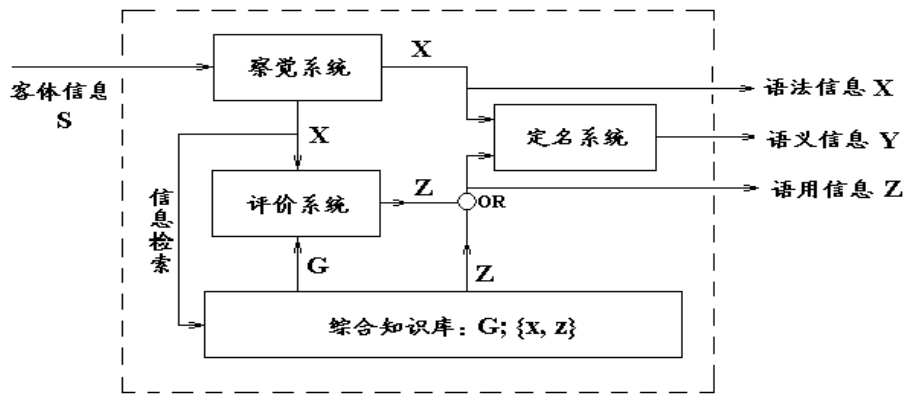 察觉系统
X
客体信息
S
语法信息 X
X
定名系统
语义信息 Y
信息检索
评价系统
Z
OR
语用信息 Z
G
Z
综合知识库：G; {x, z}